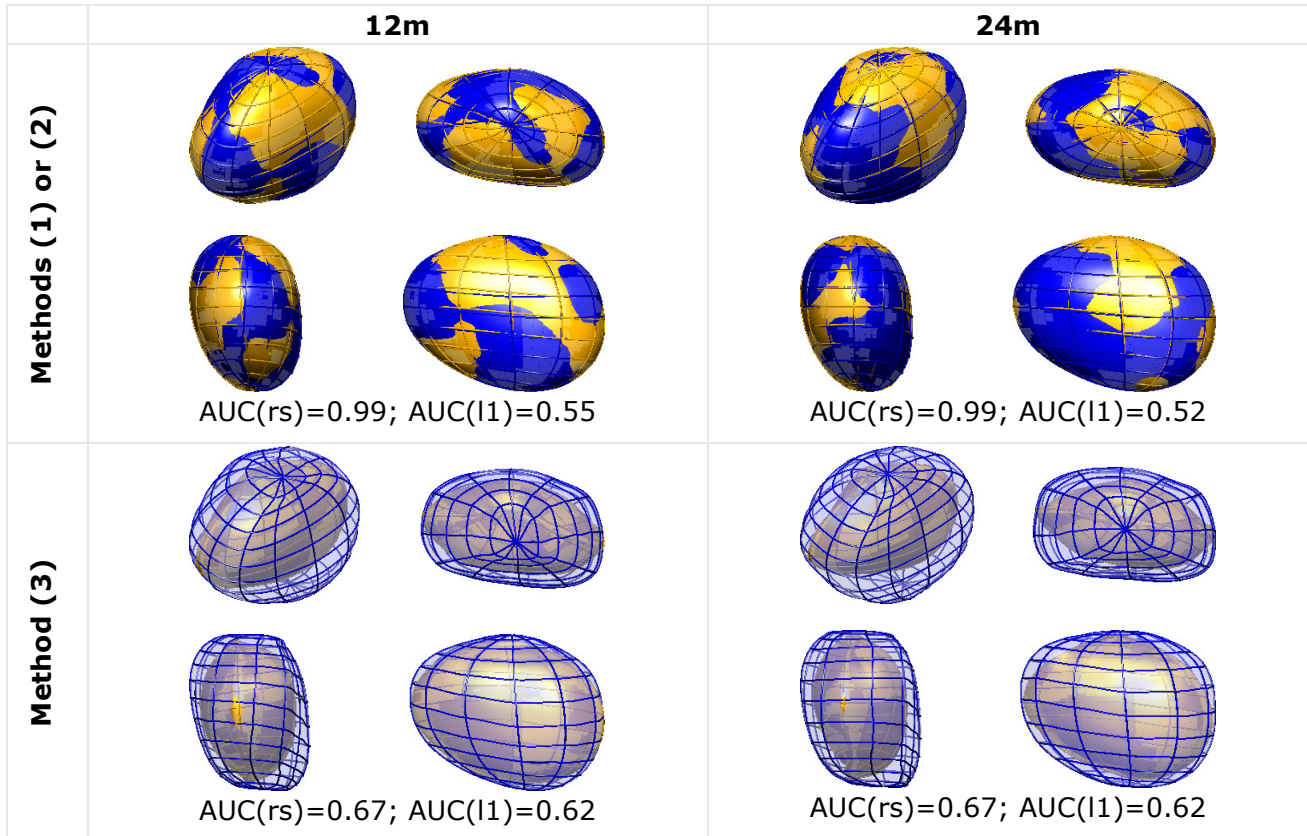 12m
24m
Methods (1) or (2)
AUC(rs)=0.99; AUC(l1)=0.55
AUC(rs)=0.99; AUC(l1)=0.52
Method (3)
AUC(rs)=0.67; AUC(l1)=0.62
AUC(rs)=0.67; AUC(l1)=0.62